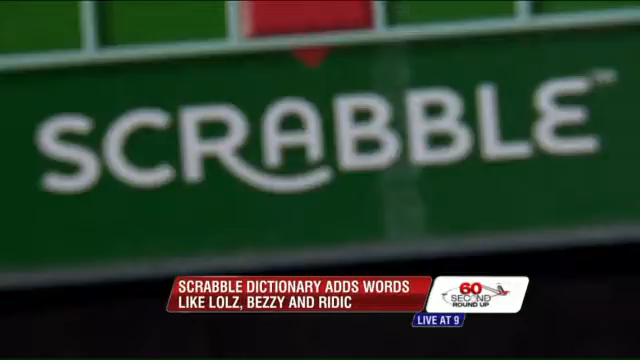 SCRABBLE™
SCRABBLE DICTIONARY ADDS WORDS
LIKE LOLZ, BEZZY AND RIDIC
60
SECOND
ROUND UP
LIVE AT 9